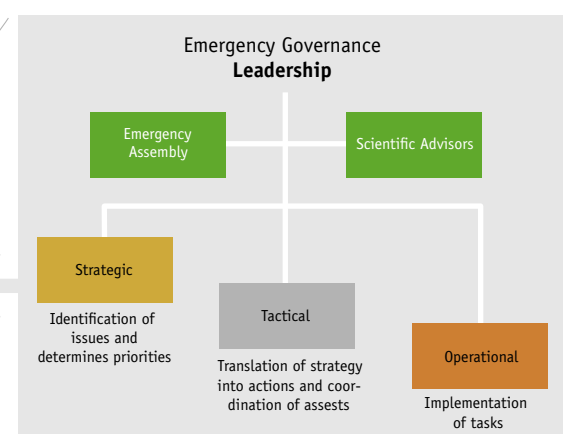 Emergency Governance
Leadership
Emergency
Assembly
Scientific Advisors
Strategic
Identification of
issues and
determines priorities
Tactical
Translation of strategy
into actions and coor-
dination of assests
Operational
Implementation
of tasks